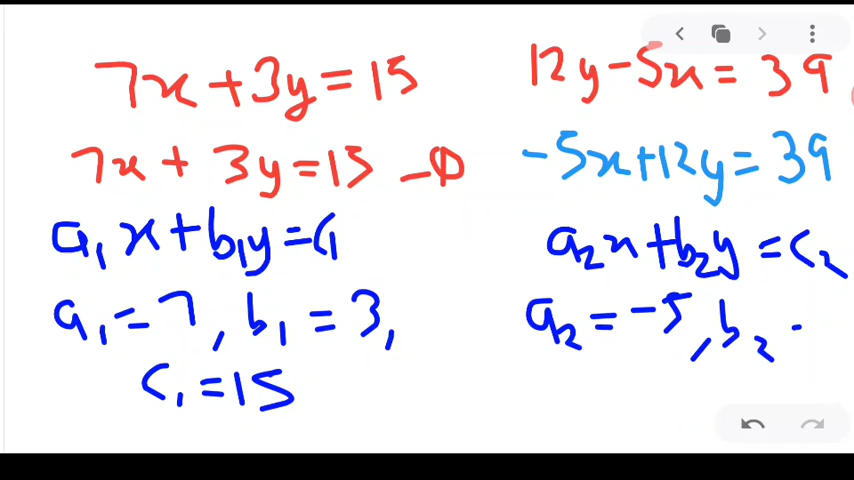 7x + 3y = 15
12y - 5x = 39
7x + 3y = 15 - ①
-5x + 12y = 39
a₁x + b₁y = c₁
a₂x + b₂y = c₂
a₁ = 7, b₁ = 3,
a₂ = -5, b₂ -
c₁ = 15